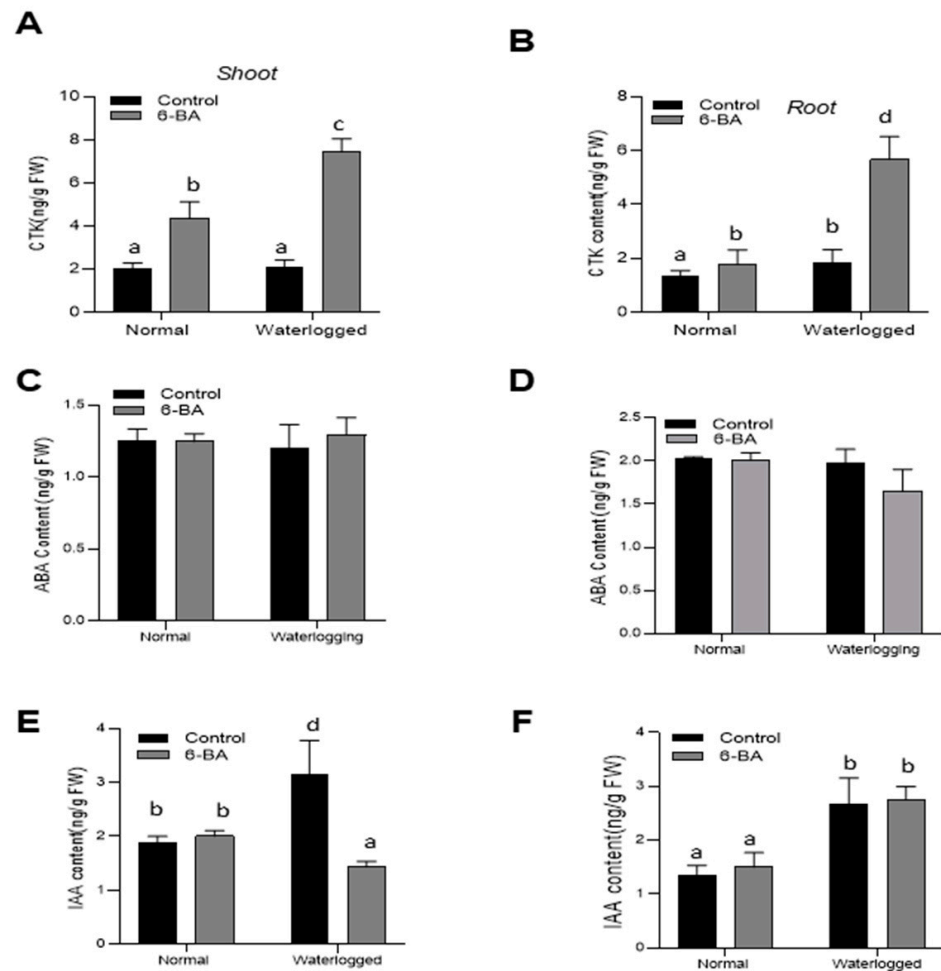 A
Shoot
Control
6-BA
CTK(ng/g FW)
10
8
6
4
2
0
a
b
a
c
Normal
Waterlogged
B
Root
Control
6-BA
CTK content(ng/g FW)
8
6
4
2
0
a
b
b
d
Normal
Waterlogged
C
Control
6-BA
ABA Content(ng/g FW)
1.5
1.0
0.5
0.0
Normal
Waterlogging
D
Control
6-BA
ABA Content(ng/g FW)
2.5
2.0
1.5
1.0
0.5
0.0
Normal
Waterlogging
E
Control
6-BA
IAA content(ng/g FW)
4
3
2
1
0
b
b
d
a
Normal
Waterlogged
F
Control
6-BA
IAA content(ng/g FW)
4
3
2
1
0
a
a
b
b
Normal
Waterlogged